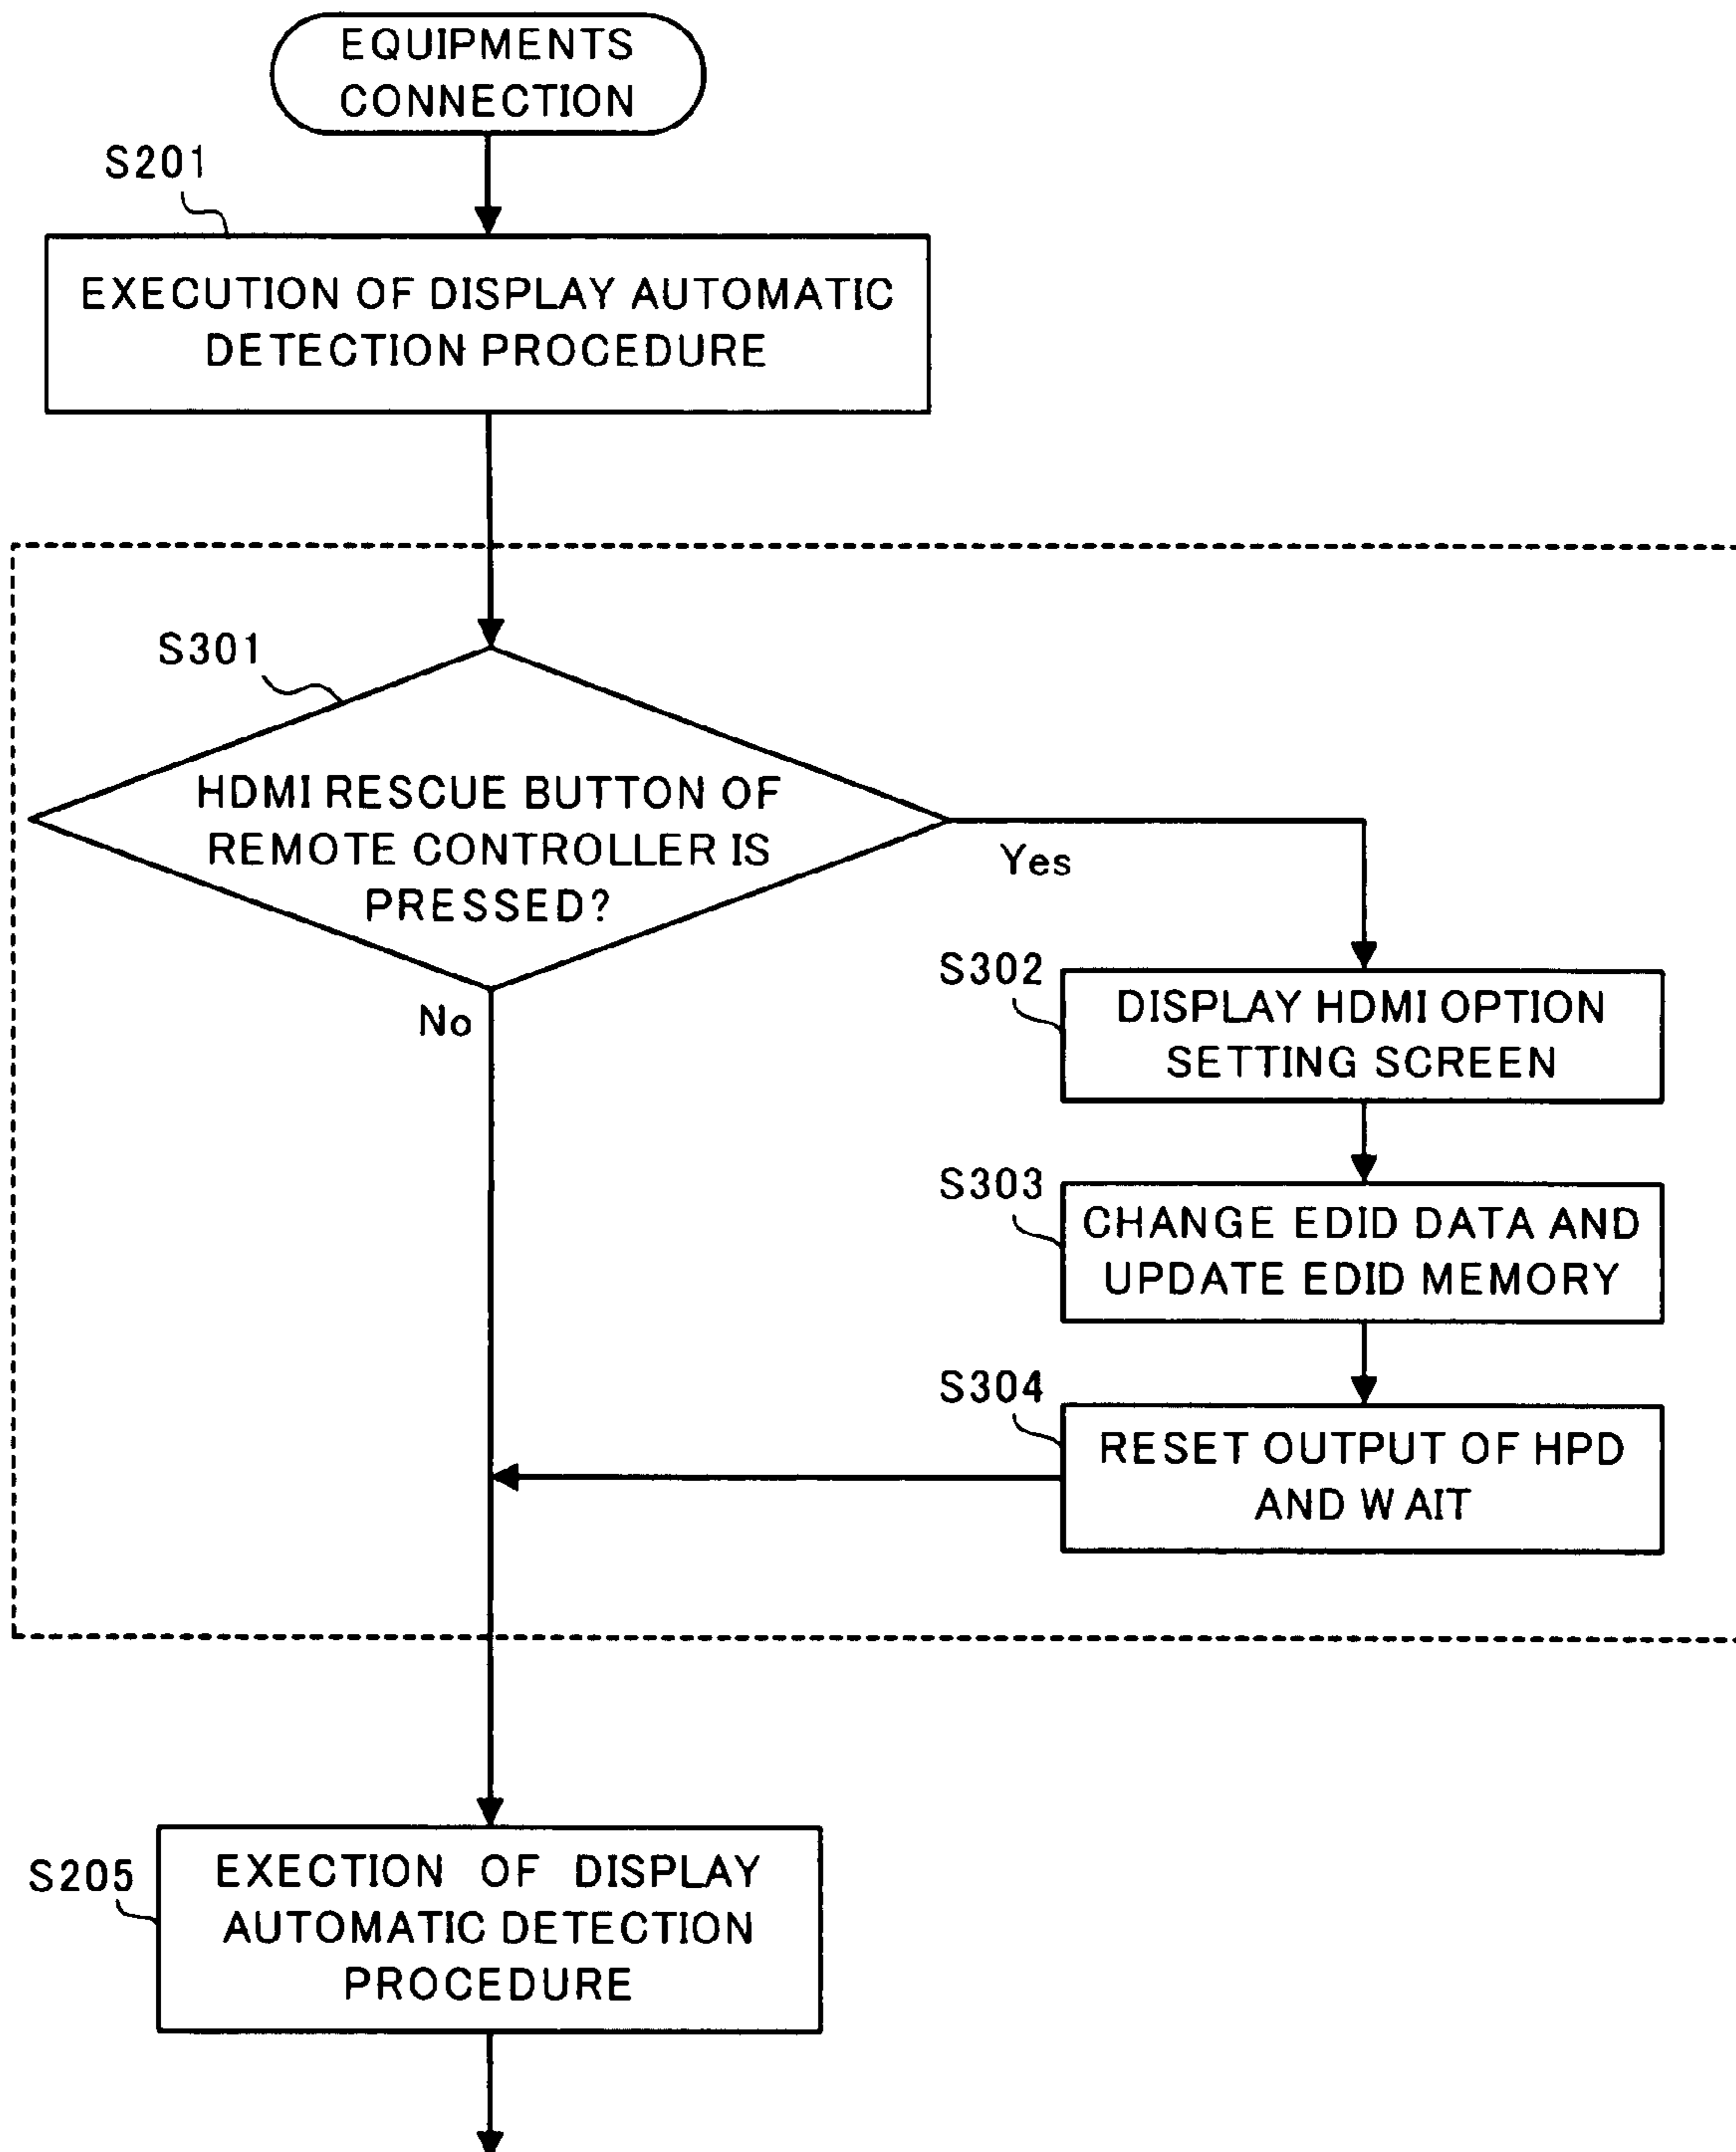 EQUIPMENTS
CONNECTION
S201
EXECUTION OF DISPLAY AUTOMATIC
DETECTION PROCEDURE
S301
HDMI RESCUE BUTTON OF
REMOTE CONTROLLER IS
PRESSED?
Yes
No
S302
DISPLAY HDMI OPTION
SETTING SCREEN
S303
CHANGE EDID DATA AND
UPDATE EDID MEMORY
S304
RESET OUTPUT OF HPD
AND WAIT
S205
EXECTION OF DISPLAY
AUTOMATIC DETECTION
PROCEDURE